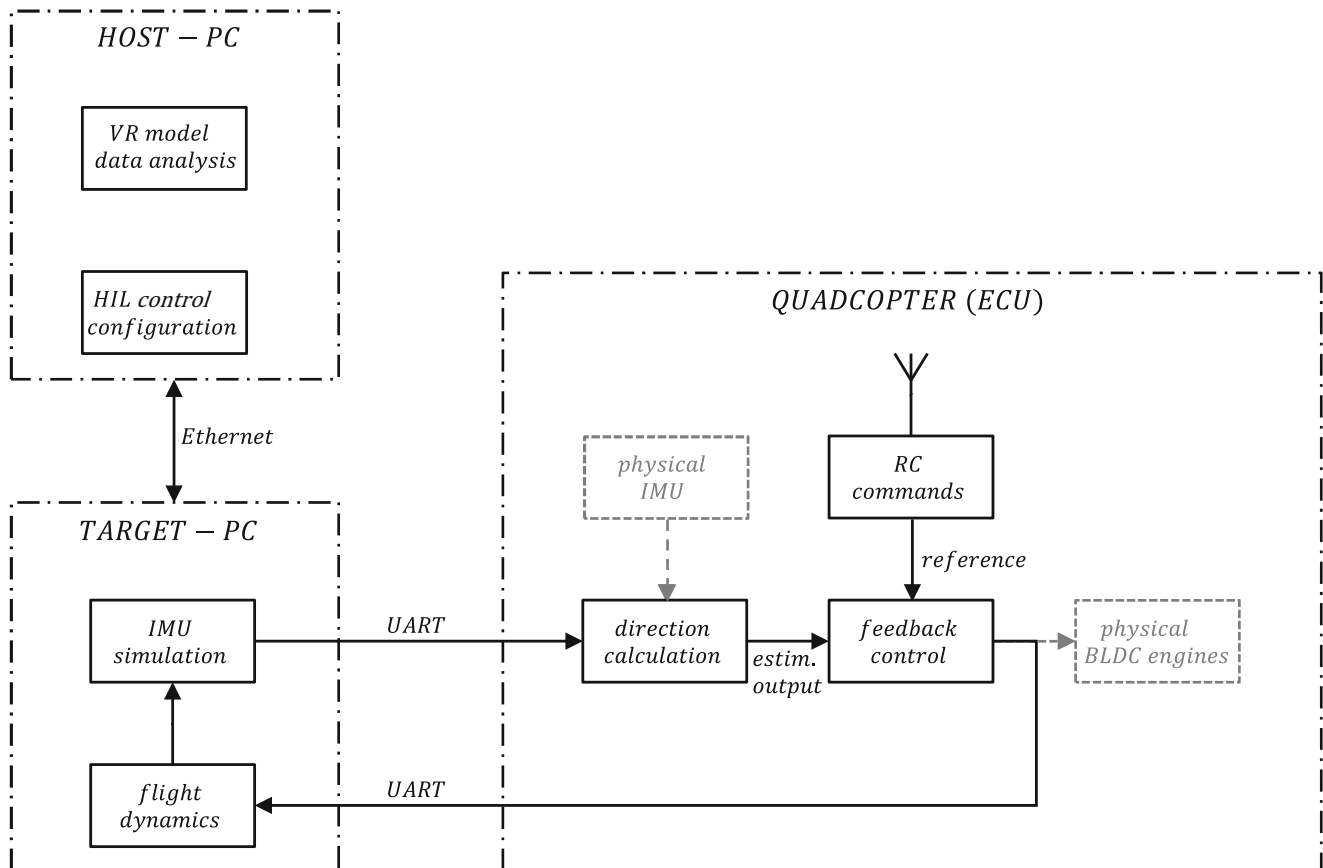 HOST – PC
VR model
data analysis
HIL control
configuration
Ethernet
TARGET – PC
IMU
simulation
flight
dynamics
UART
UART
QUADCOPTER (ECU)
physical
IMU
RC
commands
reference
direction
calculation
estim.
output
feedback
control
physical
BLDC engines